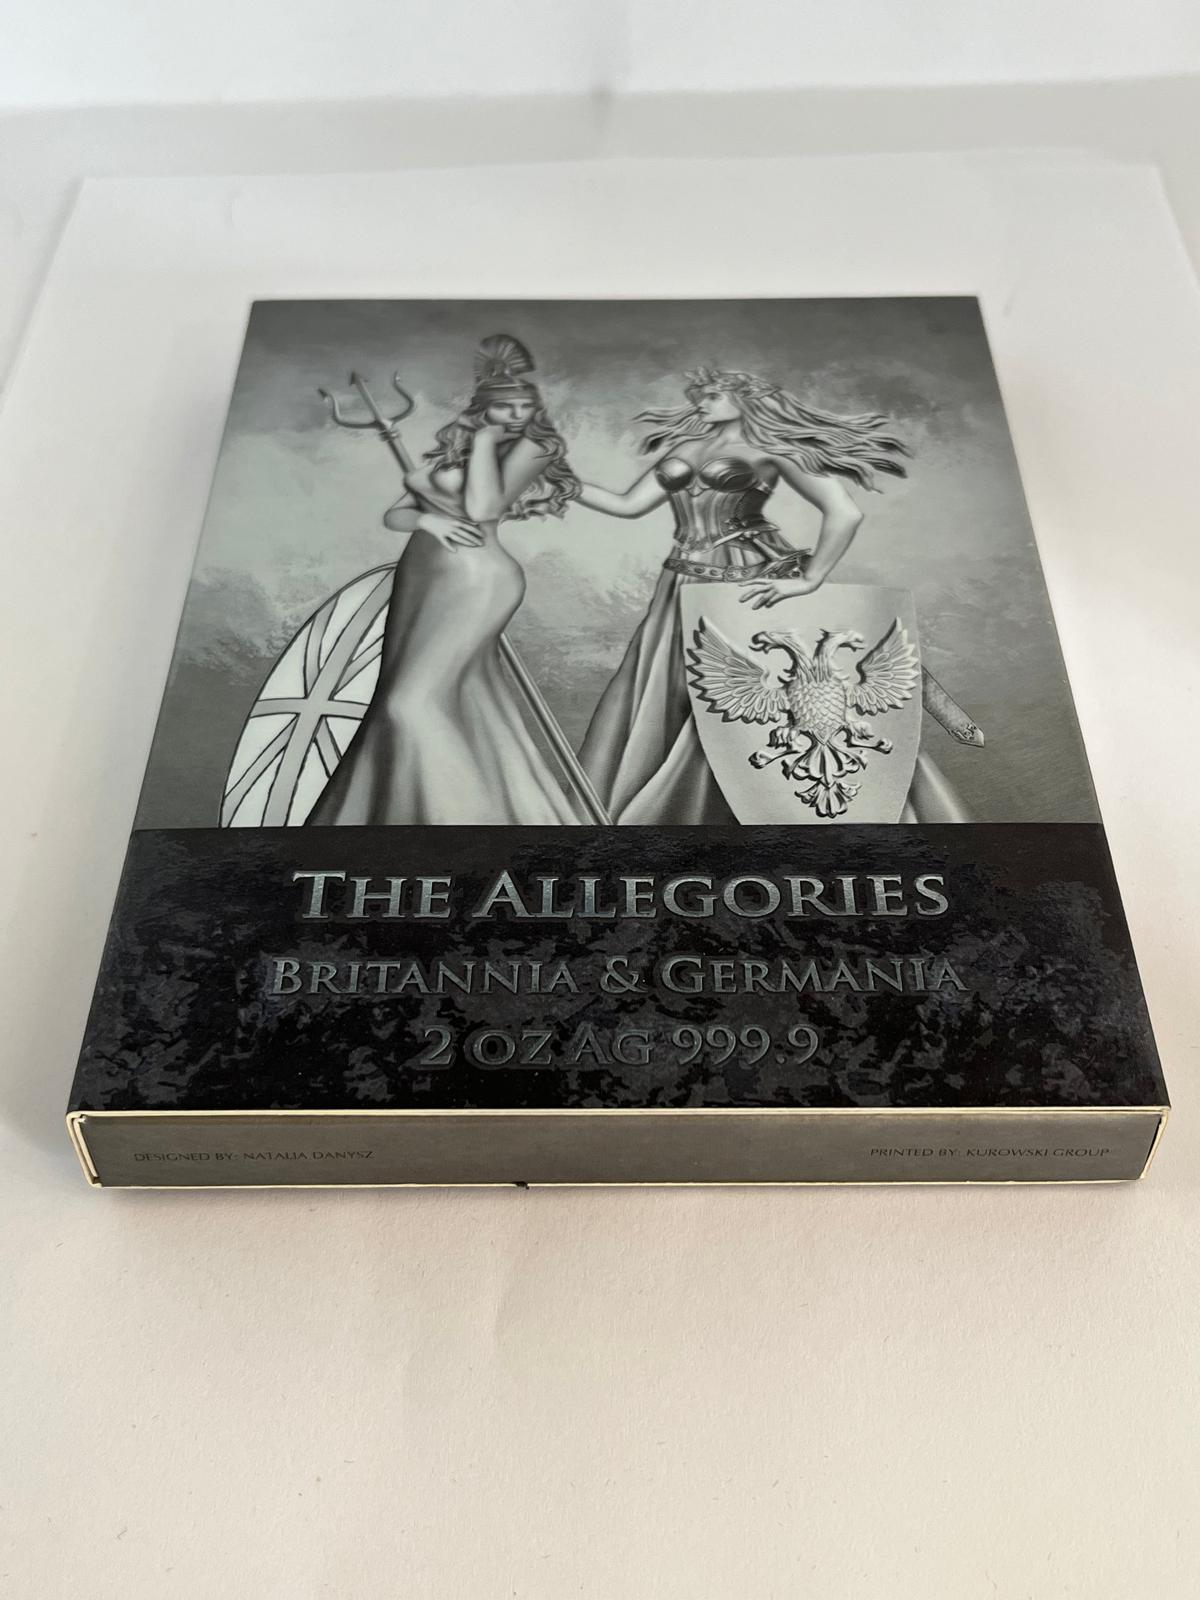 The Allegories
Britannia & Germania
2 oz Ag 999.9
DESIGNED BY: NATALIA DANYSZ
PRINTED BY: KUROWSKI GROUP